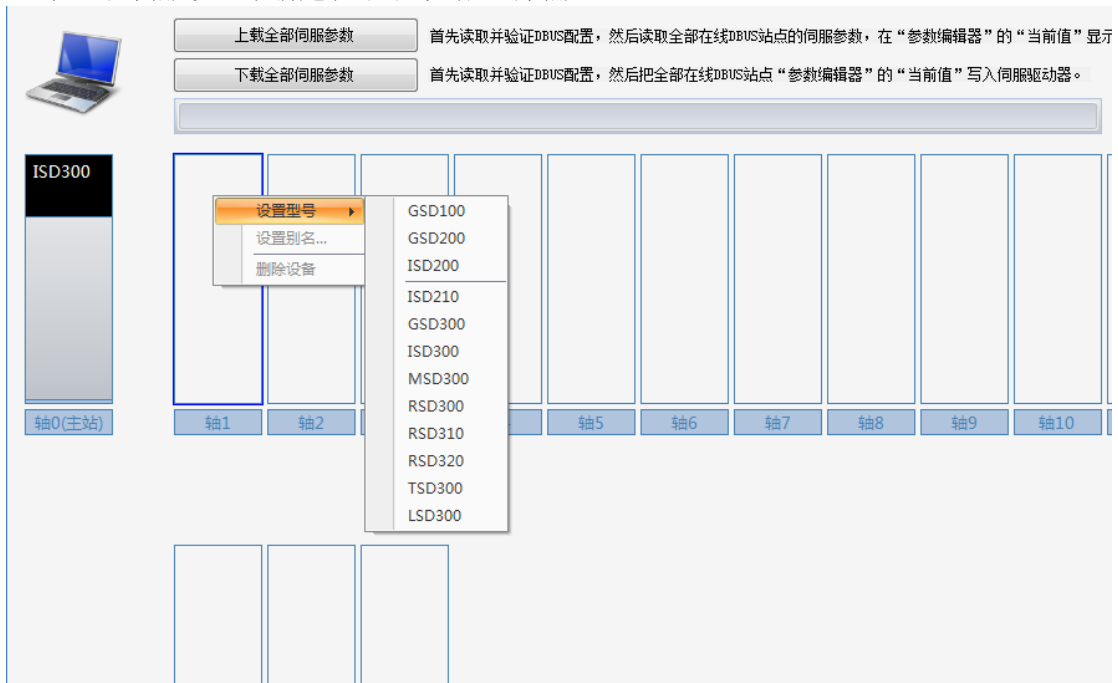 上载全部伺服参数
首先读取并验证DBUS配置，然后读取全部在线DBUS站点的伺服参数，在“参数编辑器”的“当前值”显示
下载全部伺服参数
首先读取并验证DBUS配置，然后把全部在线DBUS站点“参数编辑器”的“当前值”写入伺服驱动器。
ISD300
设置型号
设置别名...
删除设备
GSD100
GSD200
ISD200
ISD210
GSD300
ISD300
MSD300
RSD300
RSD310
RSD320
TSD300
LSD300
轴0(主站)
轴1
轴2
轴5
轴6
轴7
轴8
轴9
轴10